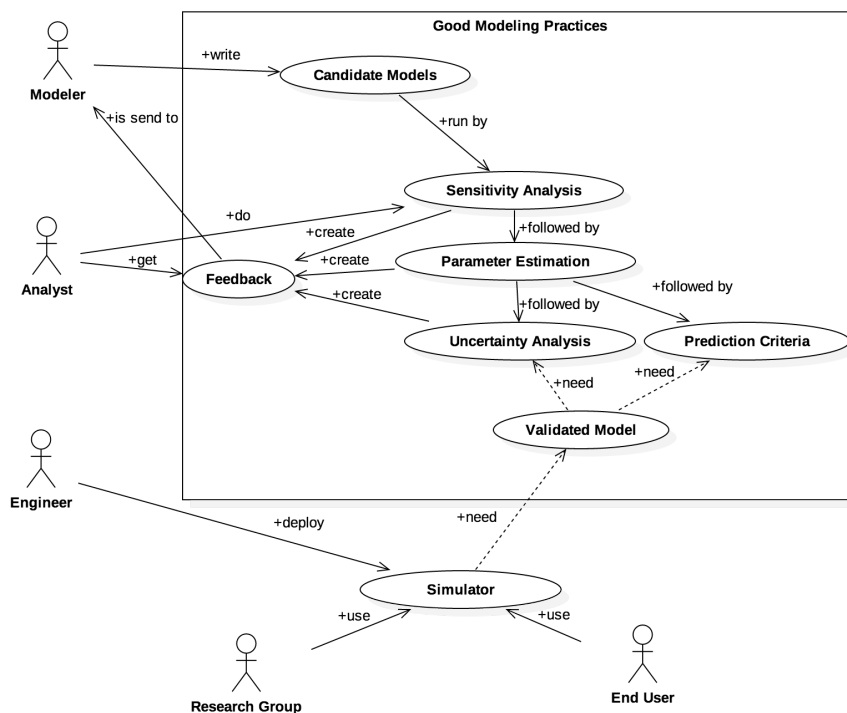 Good Modeling Practices
+write
Candidate Models
Modeler
+is send to
+run by
Sensitivity Analysis
+do
+create
+followed by
Analyst
+get
Feedback
+create
Parameter Estimation
+create
+followed by
+followed by
Uncertainty Analysis
Prediction Criteria
+need
+need
Validated Model
Engineer
+deploy
+need
Simulator
+use
+use
Research Group
End User